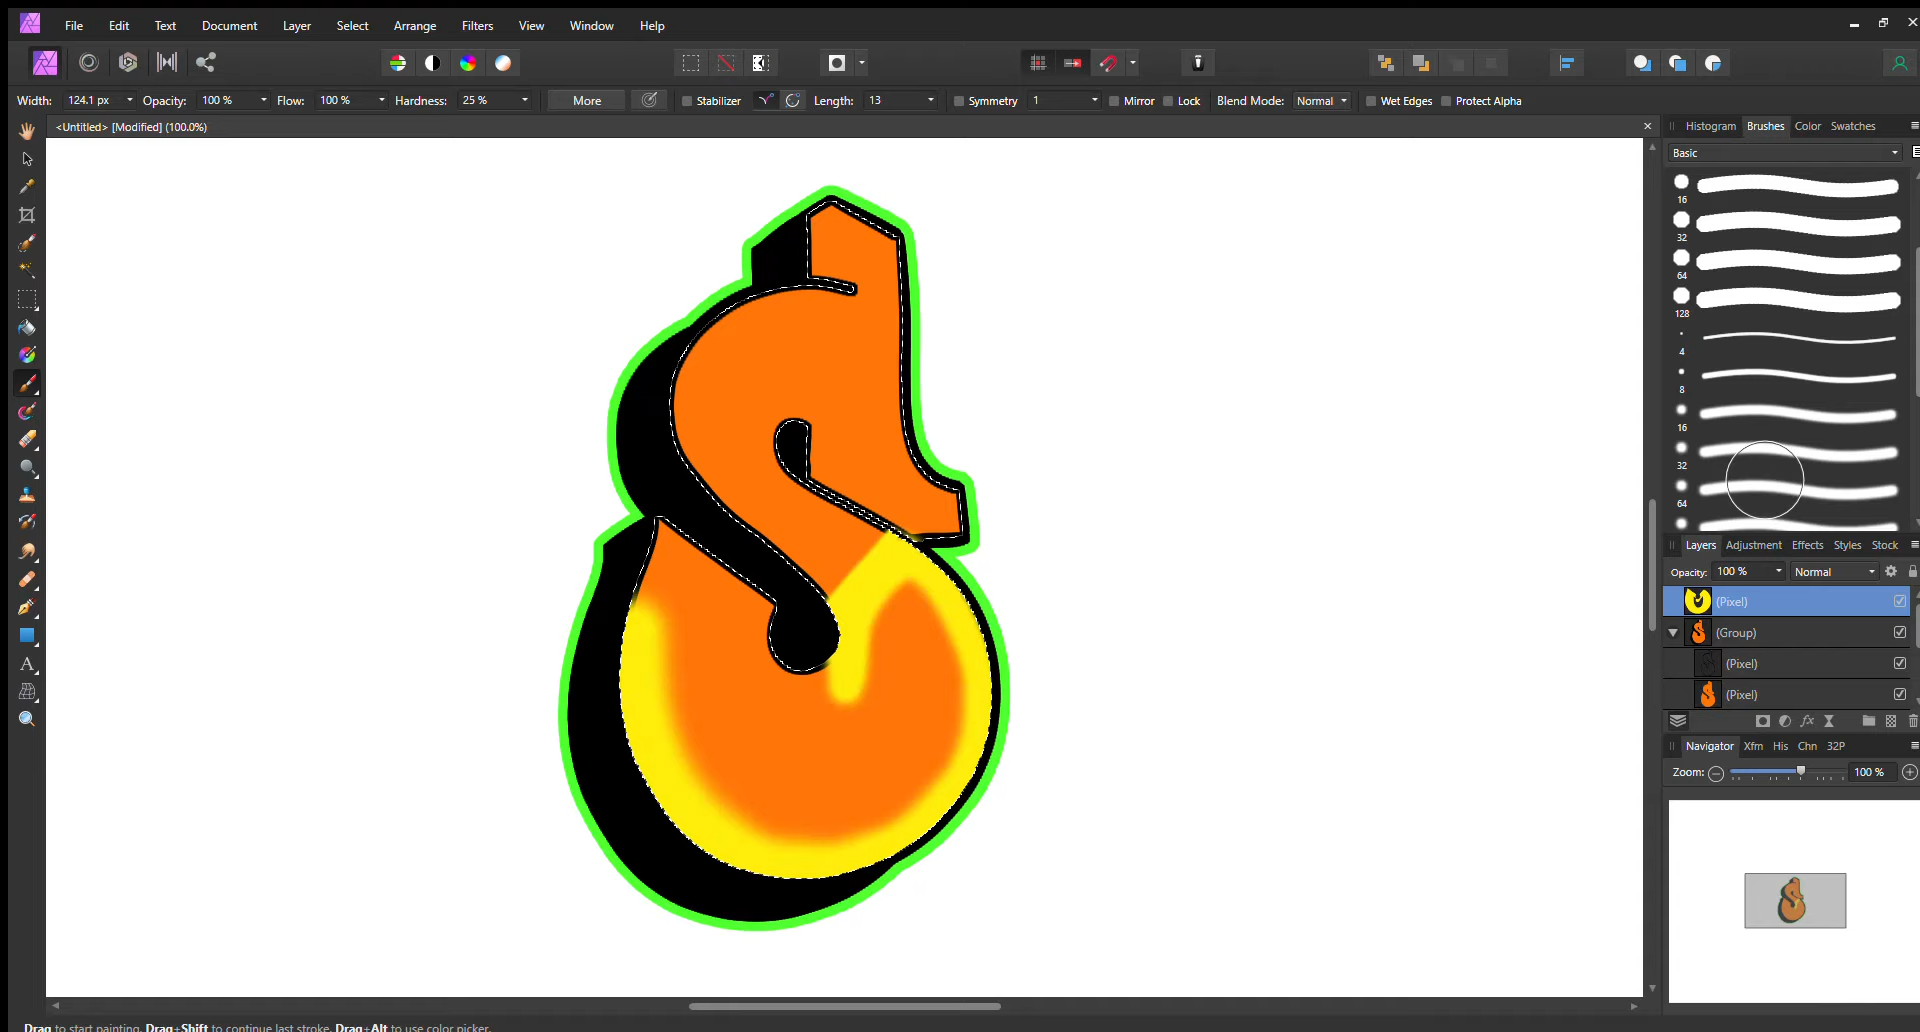 File Edit Text Document Layer Select Arrange Filters View Window Help
Width: 124.1 px Opacity: 100 % Flow: 100 % Hardness: 25 % More Stabilizer Length: 13 Symmetry 1 Mirror Lock Blend Mode: Normal Wet Edges Protect Alpha
<Untitled> [Modified] (100.0%)
Histogram Brushes Color Swatches
Basic
16
32
64
128
4
8
16
32
64
Layers Adjustment Effects Styles Stock
Opacity: 100 % Normal
(Pixel)
(Group)
(Pixel)
(Pixel)
Navigator Xfm His Chn 32P
Zoom: 100 %
Drag to start painting. Drag+Shift to continue last stroke. Drag+Alt to use color picker.